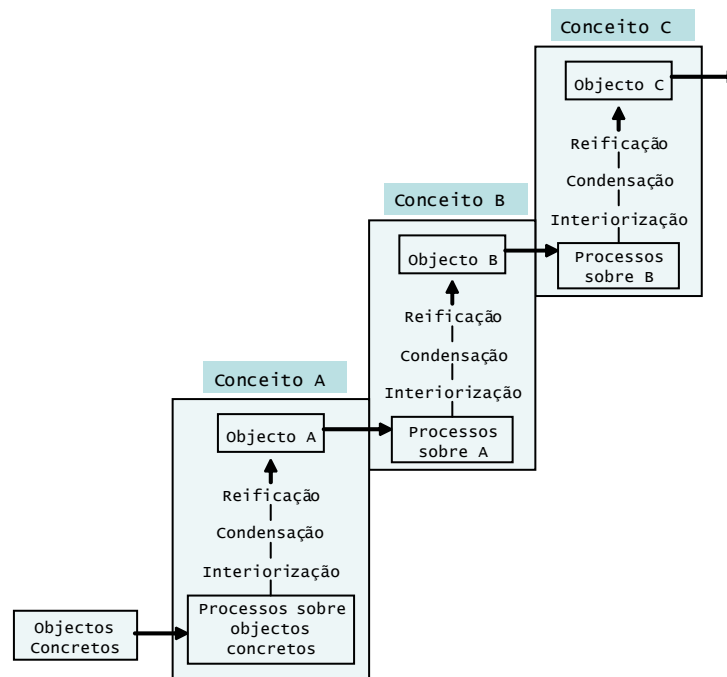 Conceito C
Objecto C
Reificação
Condensação
Interiorização
Processos
sobre B
Conceito B
Objecto B
Reificação
Condensação
Interiorização
Processos
sobre A
Conceito A
Objecto A
Reificação
Condensação
Interiorização
Processos sobre
objectos
concretos
Objectos
Concretos